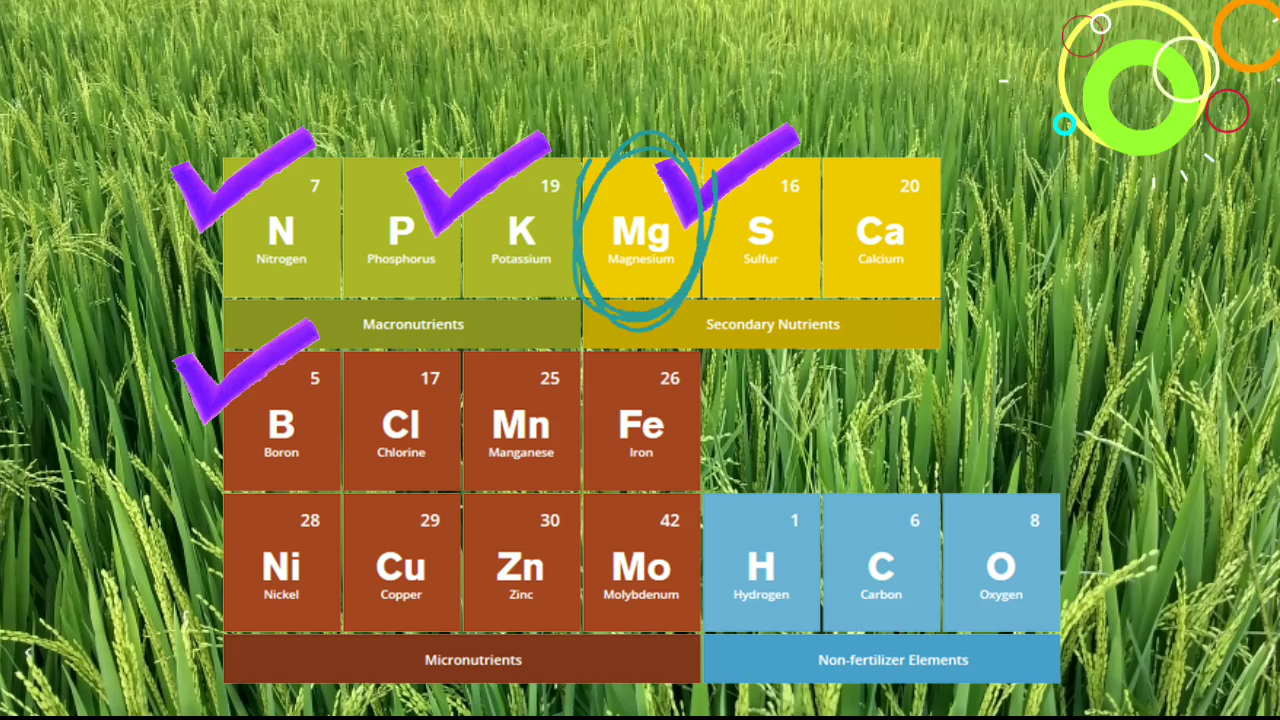 7 19 16 20
N P K Mg S Ca
Nitrogen Phosphorus Potassium Magnesium Sulfur Calcium
Macronutrients Secondary Nutrients
5 17 25 26
B Cl Mn Fe
Boron Chlorine Manganese Iron
28 29 30 42 1 6 8
Ni Cu Zn Mo H C O
Nickel Copper Zinc Molybdenum Hydrogen Carbon Oxygen
Micronutrients Non-fertilizer Elements